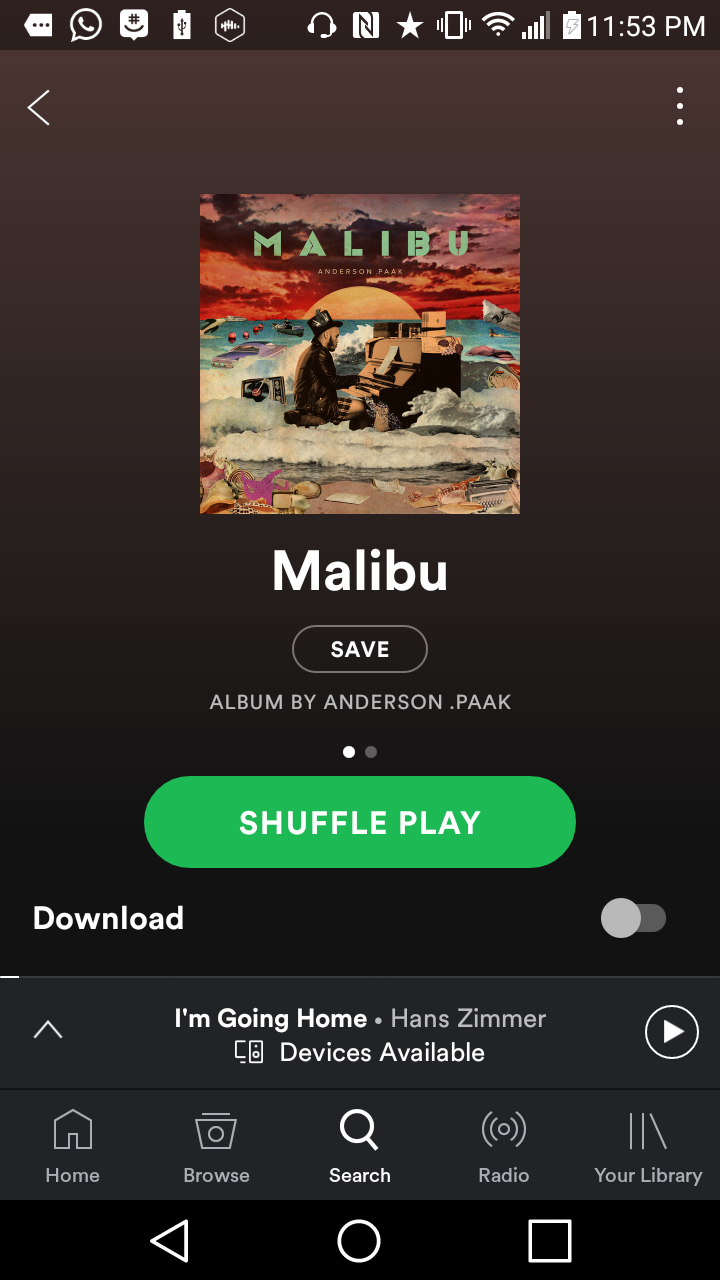 11:53 PM
MALIBU
ANDERSON .PAAK
Malibu
SAVE
ALBUM BY ANDERSON .PAAK
SHUFFLE PLAY
Download
I'm Going Home • Hans Zimmer
Devices Available
Home Browse Search Radio Your Library